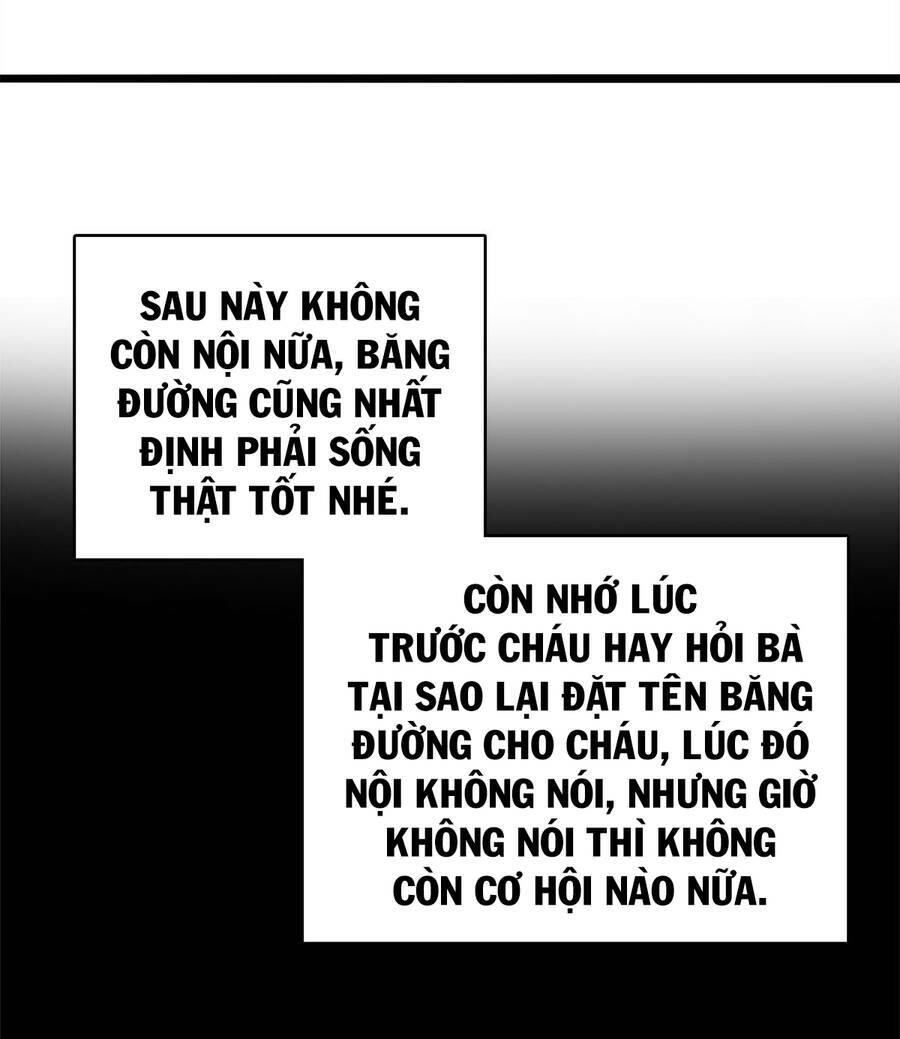 SAU NÀY KHÔNG
CÒN NỘI NỮA, BĂNG
ĐƯỜNG CŨNG NHẤT
ĐỊNH PHẢI SỐNG
THẬT TỐT NHÉ.
CÒN NHỚ LÚC
TRƯỚC CHÁU HAY HỎI BÀ
TẠI SAO LẠI ĐẶT TÊN BĂNG
ĐƯỜNG CHO CHÁU, LÚC ĐÓ
NỘI KHÔNG NÓI, NHƯNG GIỜ
KHÔNG NÓI THÌ KHÔNG
CÒN CƠ HỘI NÀO NỮA.